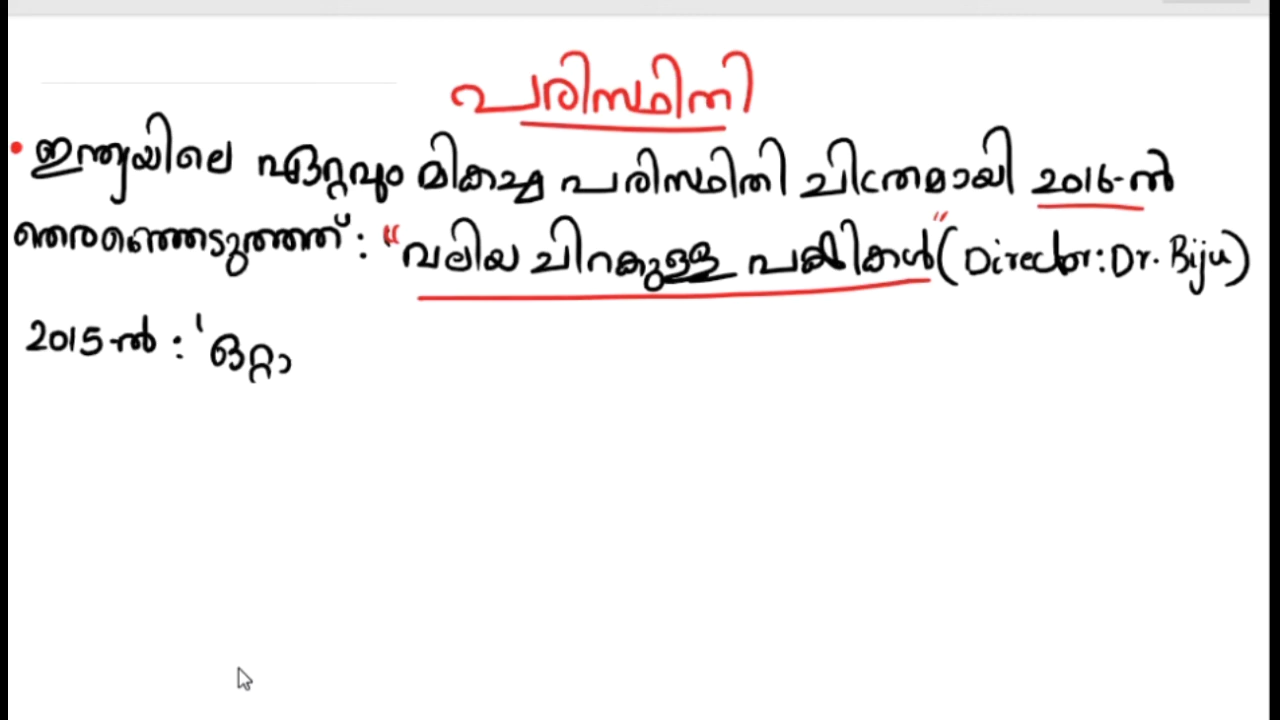 പരിസ്ഥിതി
• ഇന്ത്യയിലെ ഏറ്റവും മികച്ച പരിസ്ഥിതി ചിത്രമായി 2016-ൽ
തെരഞ്ഞെടുത്തത് : "വലിയ ചിറകുള്ള പക്ഷികൾ" (Director: Dr. Biju)
2015-ൽ : 'ഒറ്റാ